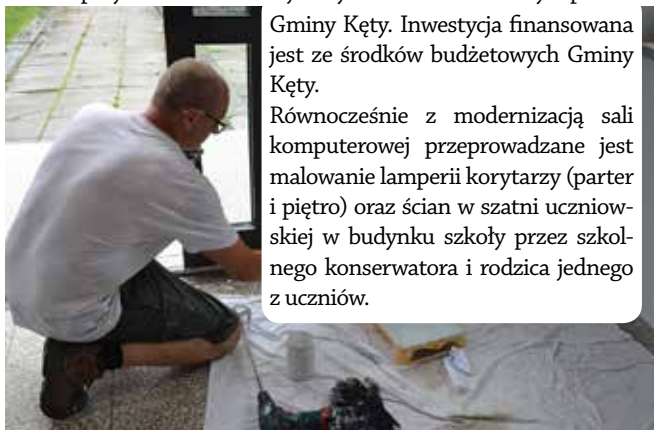 Gminy Kęty. Inwestycja finansowana
jest ze środków budżetowych Gminy
Kęty.
Równocześnie z modernizacją sali
komputerowej przeprowadzane jest
malowanie lamperii korytarzy (parter
i piętro) oraz ścian w szatni uczniow-
skiej w budynku szkoły przez szkol-
nego konserwatora i rodzica jednego
z uczniów.